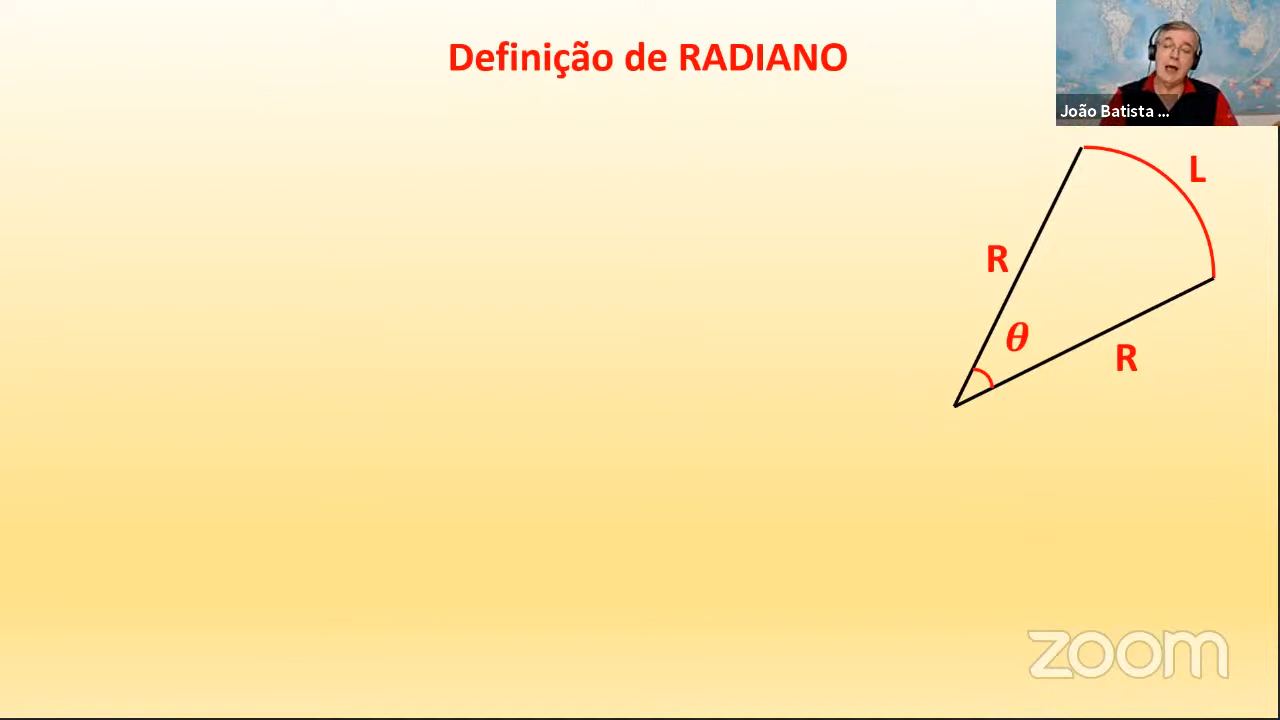 Definição de RADIANO
João Batista ...
L
R
θ
R
zoom